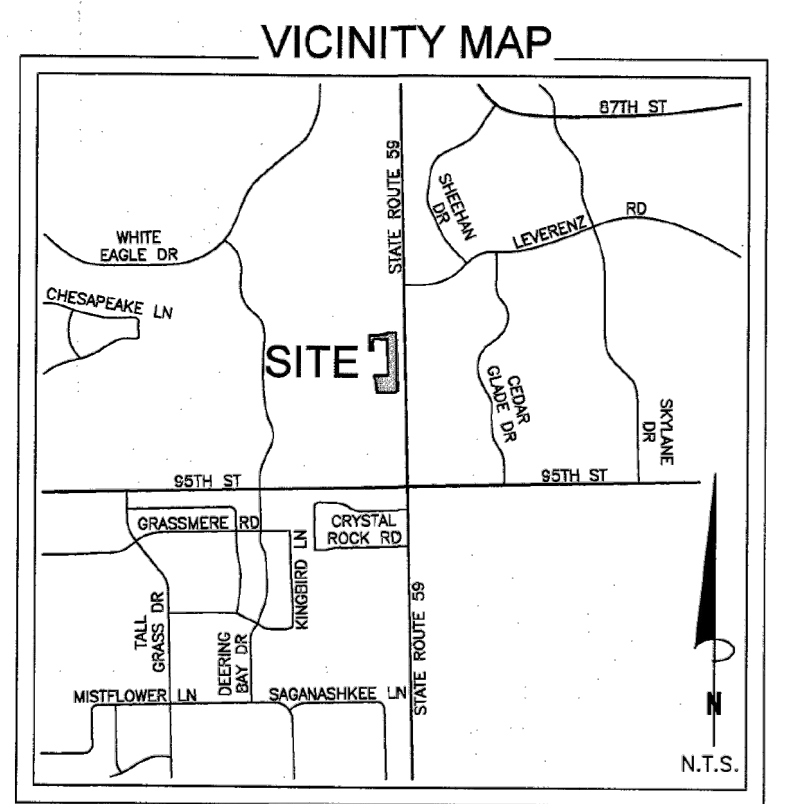 VICINITY MAP
87TH ST
STATE ROUTE 59
SHEEHAN
DR
LEVERENZ RD
WHITE
EAGLE DR
CHESAPEAKE LN
SITE
CEDAR
GLADE DR
SKYLANE
DR
95TH ST
95TH ST
GRASSMERE RD
CRYSTAL
ROCK RD
KINGBIRD LN
TALL
GRASS DR
DEERING
BAY DR
STATE ROUTE 59
MISTFLOWER LN
SAGANASHKEE LN
N
N.T.S.